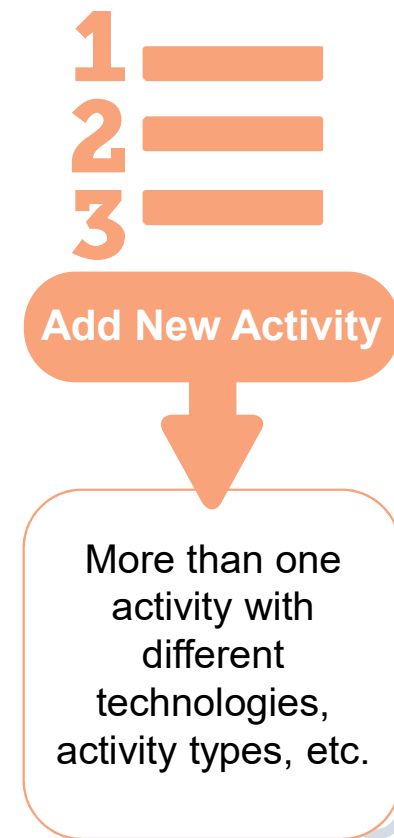 1
2
3
Add New Activity
More than one
activity with
different
technologies,
activity types, etc.